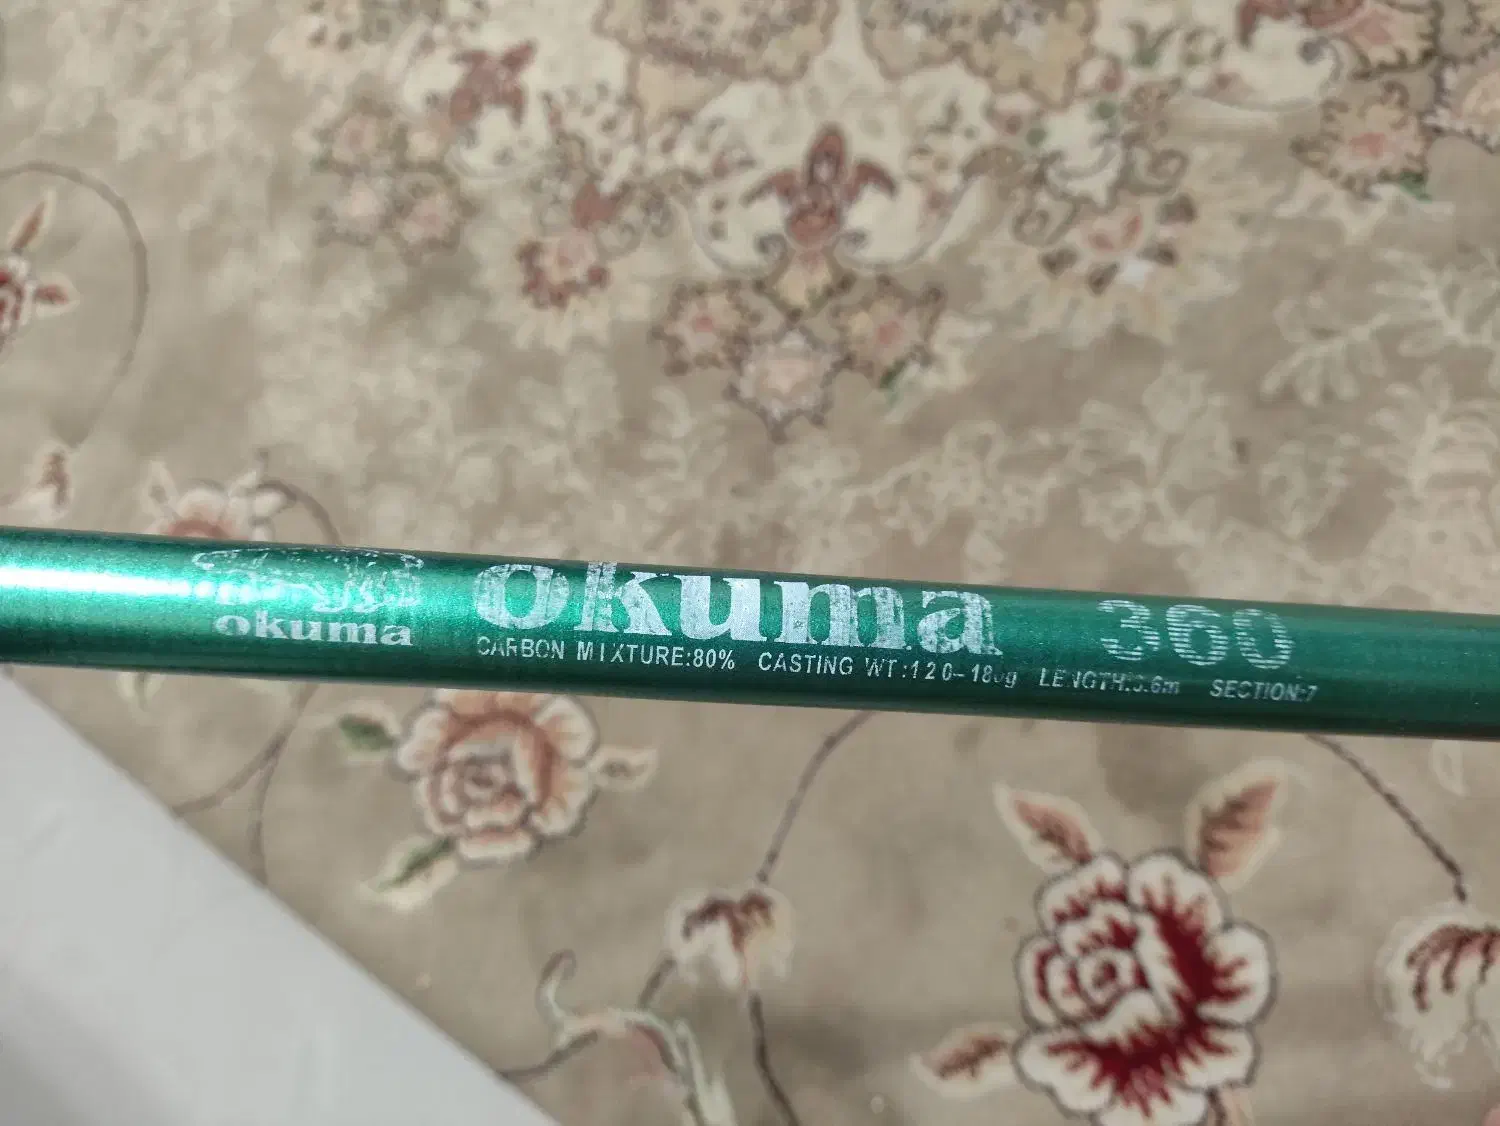 okuma
okuma 360
CARBON MIXTURE:80% CASTING WT:120-180g LENGTH:3.6m SECTION:7